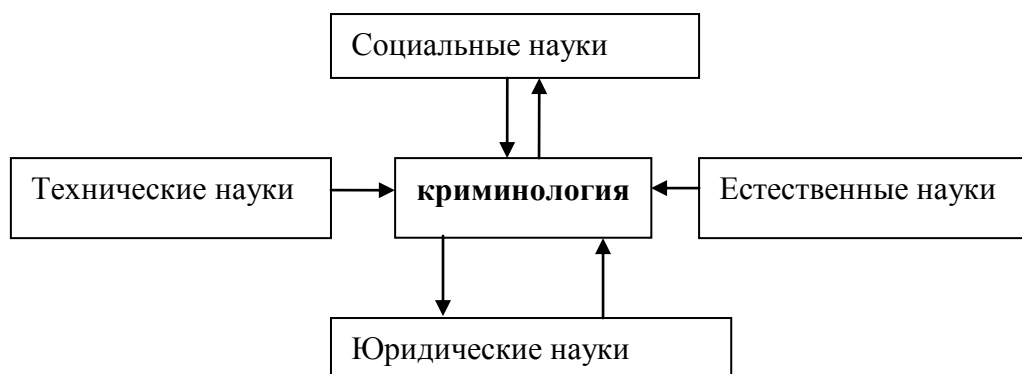 Социальные науки
Технические науки
криминология
Естественные науки
Юридические науки